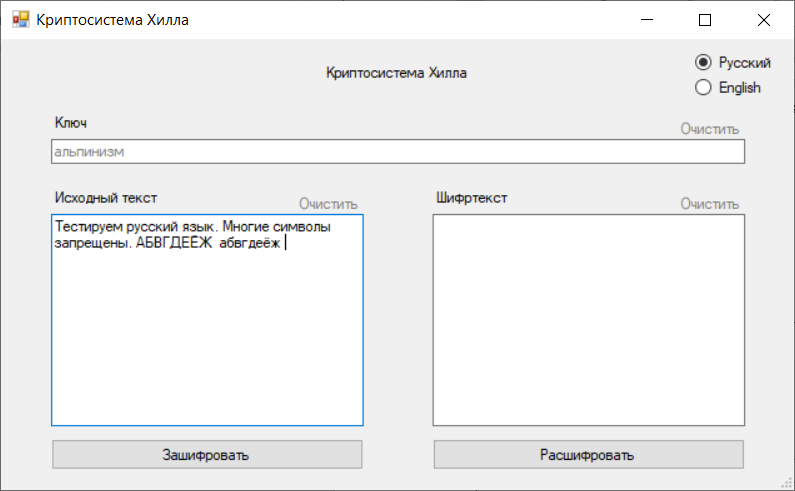 Криптосистема Хилла
Криптосистема Хилла
Русский
English
Ключ
Очистить
альпинизм
Исходный текст
Очистить
Тестируем русский язык. Многие символы
запрещены. АБВГДЕЁЖ абвгдеёж
Шифртекст
Очистить
Зашифровать
Расшифровать